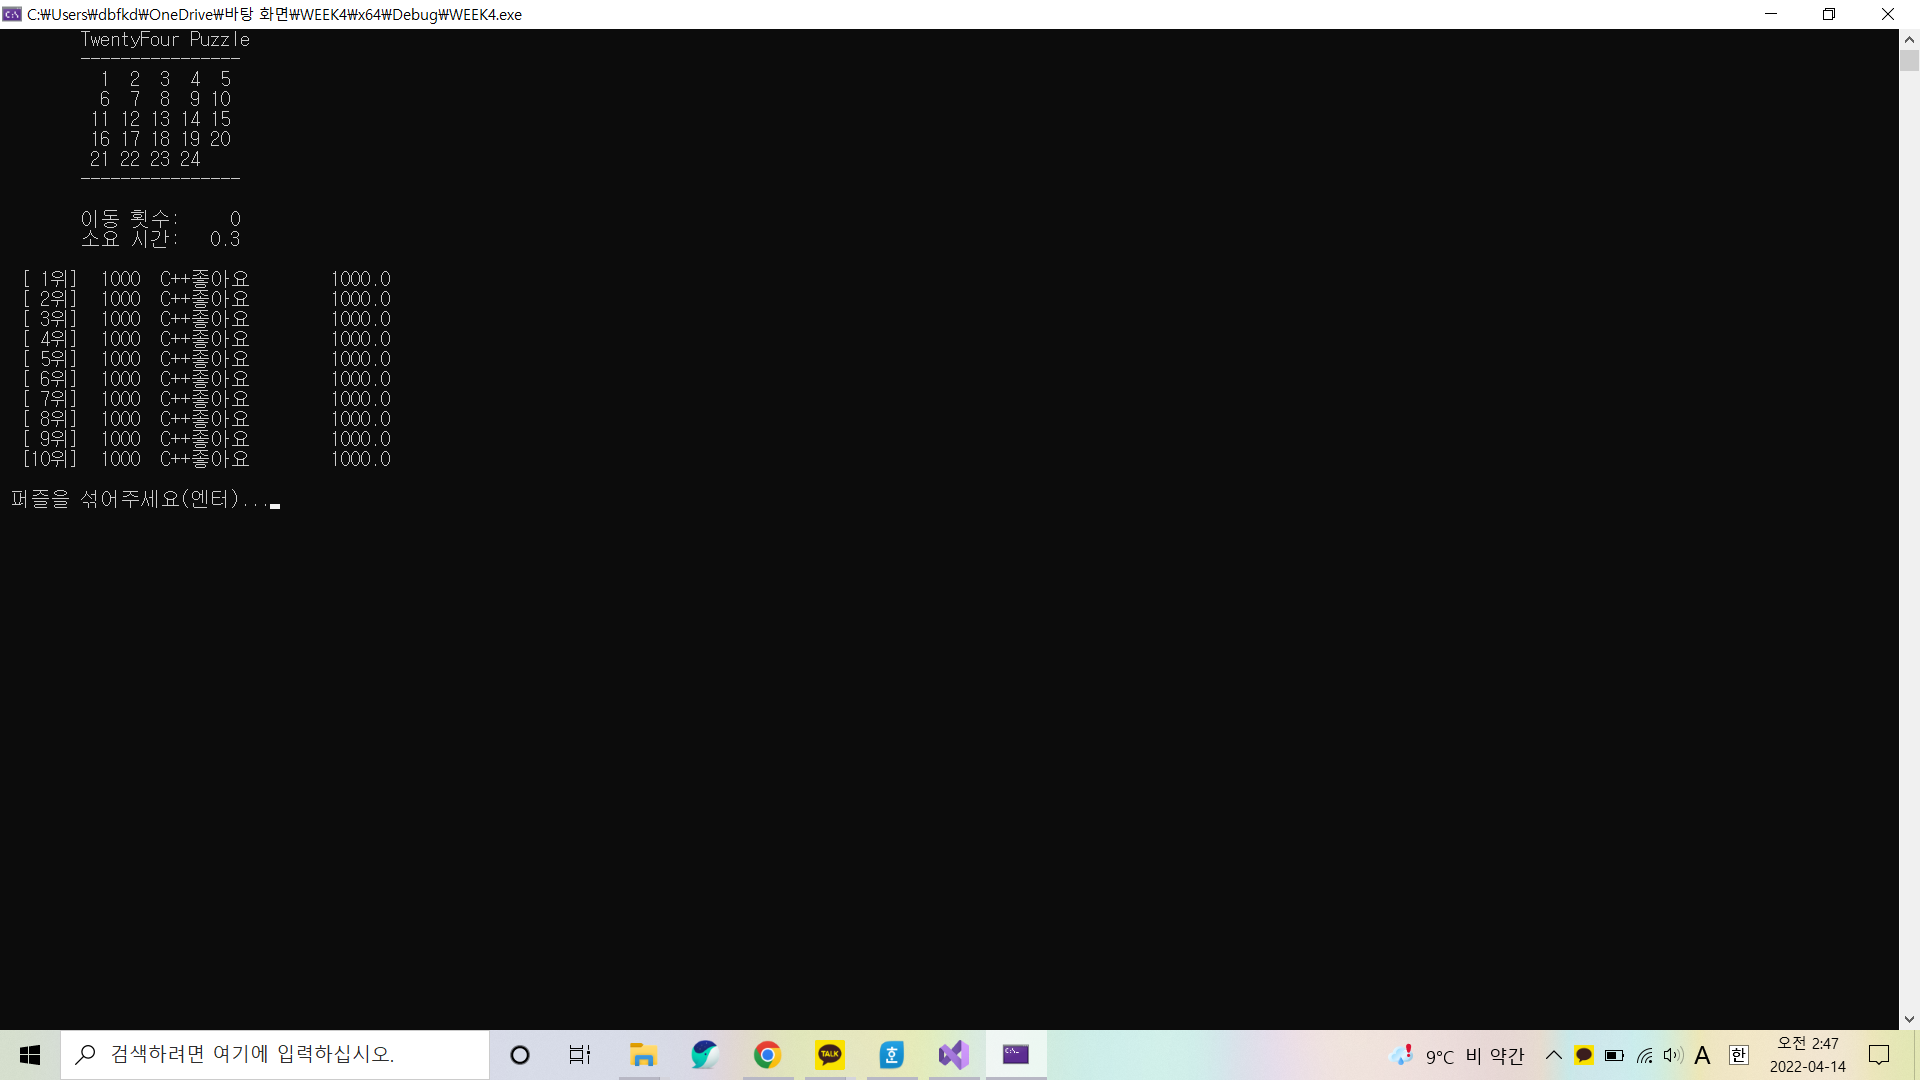 C:₩Users₩dbfkd₩OneDrive₩바탕 화면₩WEEK4₩x64₩Debug₩WEEK4.exe
TwentyFour Puzzle
----------------
1 2 3 4 5
6 7 8 9 10
11 12 13 14 15
16 17 18 19 20
21 22 23 24
----------------
이동 횟수: 0
소요 시간: 0.3
[ 1위] 1000 C++좋아요 1000.0
[ 2위] 1000 C++좋아요 1000.0
[ 3위] 1000 C++좋아요 1000.0
[ 4위] 1000 C++좋아요 1000.0
[ 5위] 1000 C++좋아요 1000.0
[ 6위] 1000 C++좋아요 1000.0
[ 7위] 1000 C++좋아요 1000.0
[ 8위] 1000 C++좋아요 1000.0
[ 9위] 1000 C++좋아요 1000.0
[10위] 1000 C++좋아요 1000.0
퍼즐을 섞어주세요(엔터)...
검색하려면 여기에 입력하십시오.
TALK
호
9°C 비 약간
A
한
오전 2:47
2022-04-14